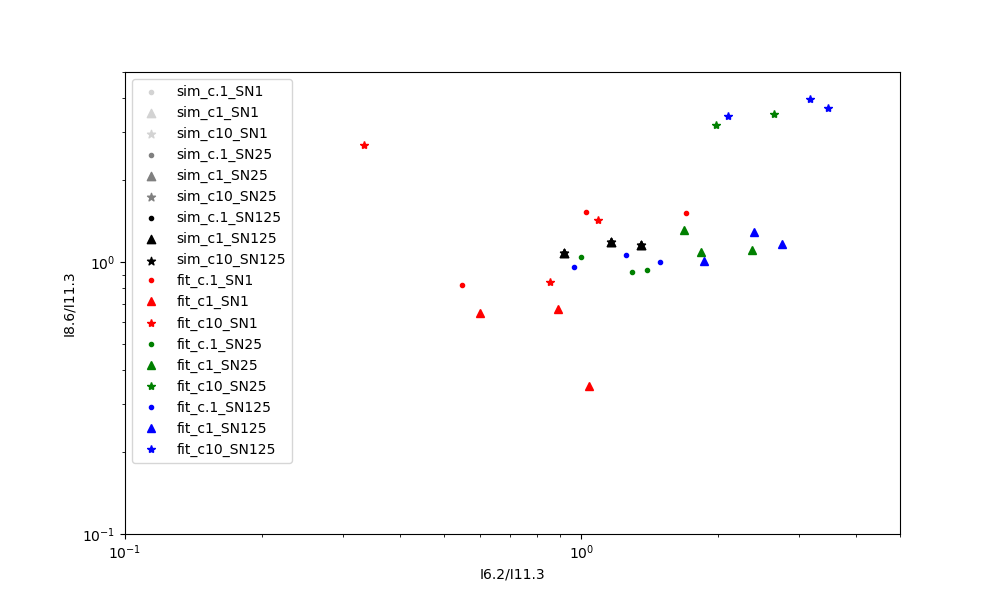 sim_c.1_SN1
sim_c1_SN1
sim_c10_SN1
sim_c.1_SN25
sim_c1_SN25
sim_c10_SN25
sim_c.1_SN125
sim_c1_SN125
sim_c10_SN125
fit_c.1_SN1
fit_c1_SN1
fit_c10_SN1
fit_c.1_SN25
fit_c1_SN25
fit_c10_SN25
fit_c.1_SN125
fit_c1_SN125
fit_c10_SN125
10⁰
I8.6/I11.3
10⁻¹
10⁻¹ 10⁰
I6.2/I11.3